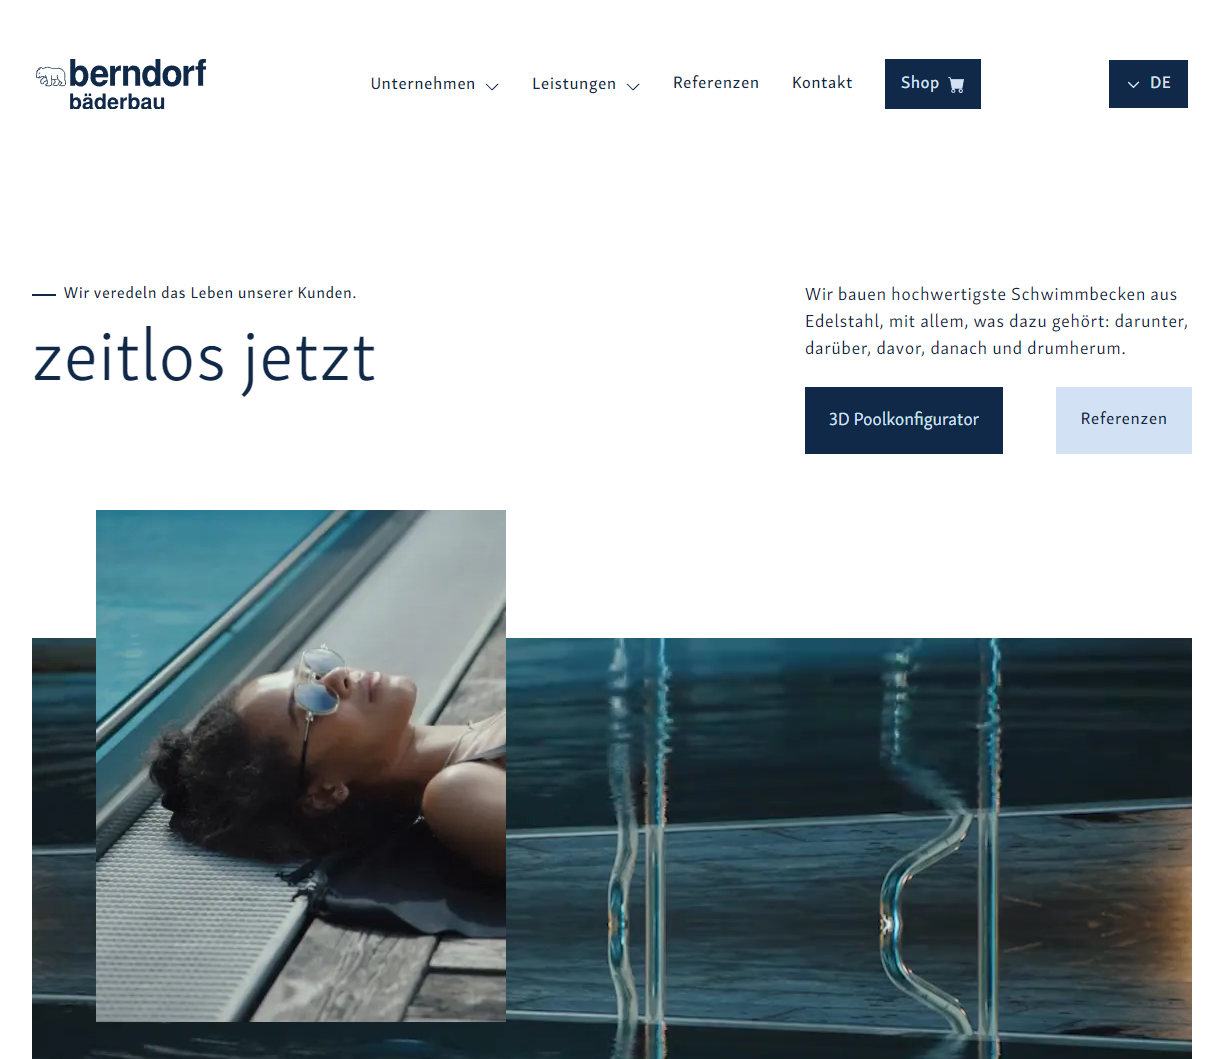 berndorf
bäderbau
Unternehmen
Leistungen
Referenzen
Kontakt
Shop
DE
Wir veredeln das Leben unserer Kunden.
zeitlos jetzt
Wir bauen hochwertigste Schwimmbecken aus
Edelstahl, mit allem, was dazu gehört: darunter,
darüber, davor, danach und drumherum.
3D Poolkonfigurator
Referenzen